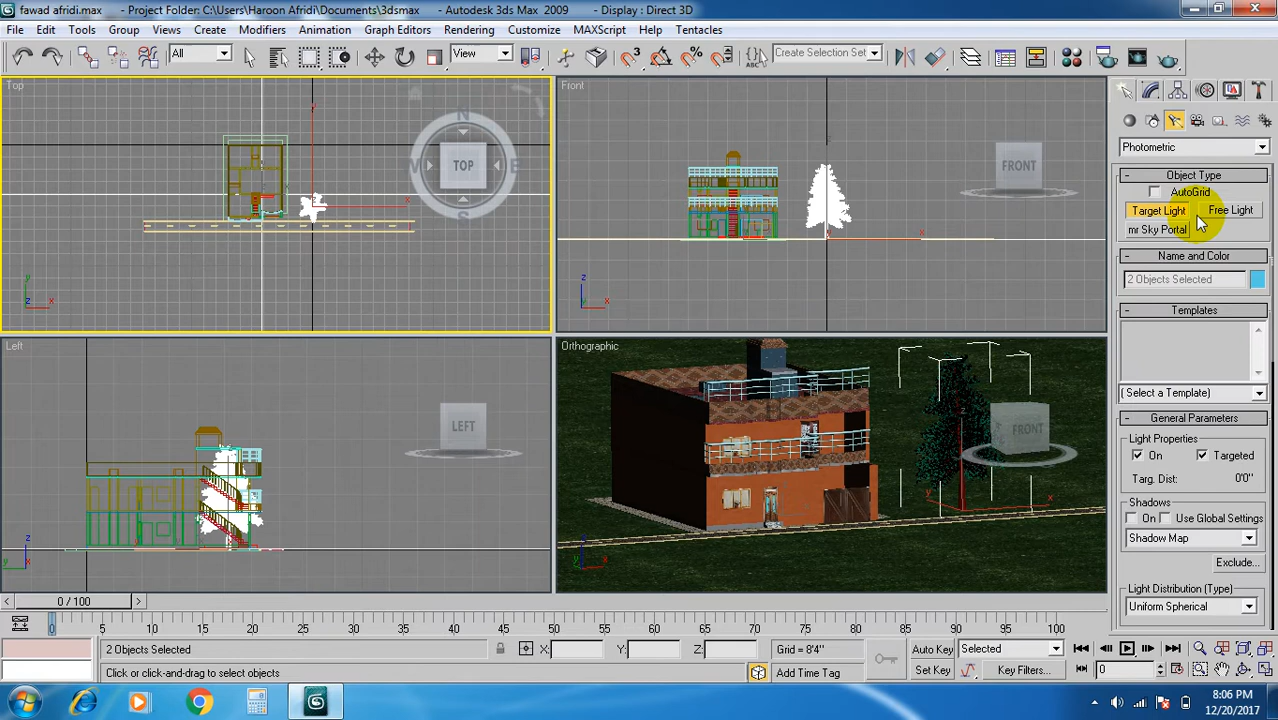 fawad afridi.max - Project Folder: C:\Users\Haroon Afridi\Documents\3dsmax - Autodesk 3ds Max 2009 - Display : Direct 3D
File Edit Tools Group Views Create Modifiers Animation Graph Editors Rendering Customize MAXScript Help Tentacles
All View 3 Create Selection Set
Top Front
N
TOP
S
E
FRONT
y
x
z
x
Photometric
Object Type
AutoGrid
Target Light Free Light
mr Sky Portal
Name and Color
2 Objects Selected
Templates
(Select a Template)
General Parameters
Light Properties
On Targeted
Targ. Dist: 0'0"
Shadows
On Use Global Settings
Shadow Map
Exclude...
Light Distribution (Type)
Uniform Spherical
Left Orthographic
LEFT
FRONT
z
y
x
z
y
x
0 / 100
0 5 10 15 20 25 30 35 40 45 50 55 60 65 70 75 80 85 90 95 100
2 Objects Selected X: Y: Z: Grid = 8'4" Auto Key Selected
Click or click-and-drag to select objects Add Time Tag Set Key Key Filters... 0
8:06 PM
12/20/2017